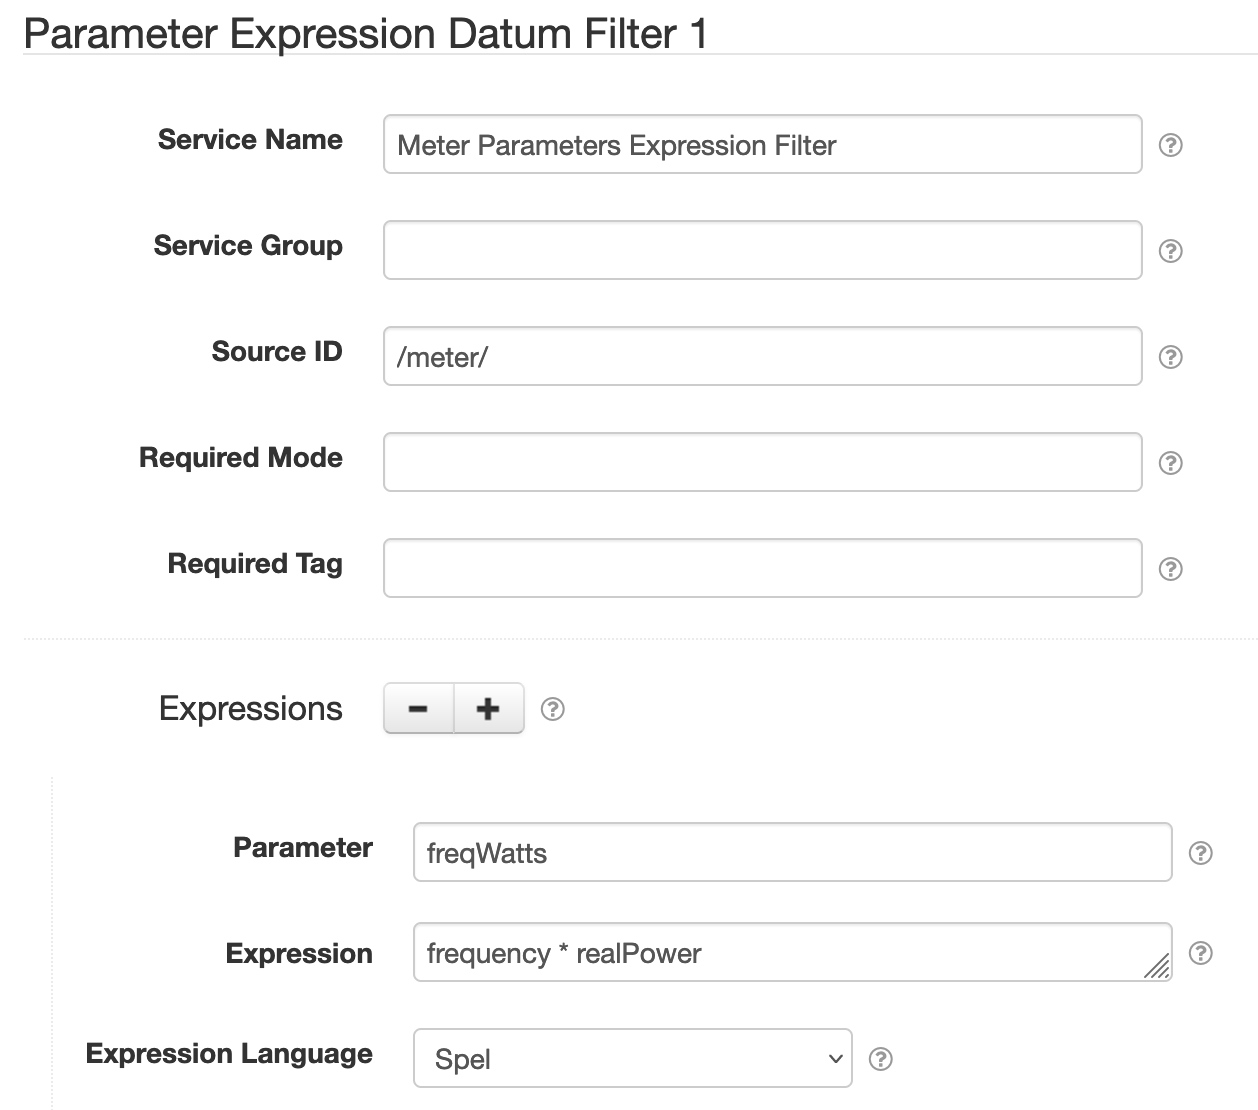 Parameter Expression Datum Filter 1
Service Name Meter Parameters Expression Filter ?
Service Group ?
Source ID /meter/ ?
Required Mode ?
Required Tag ?
Expressions - + ?
Parameter freqWatts ?
Expression frequency * realPower ?
Expression Language Spel ?